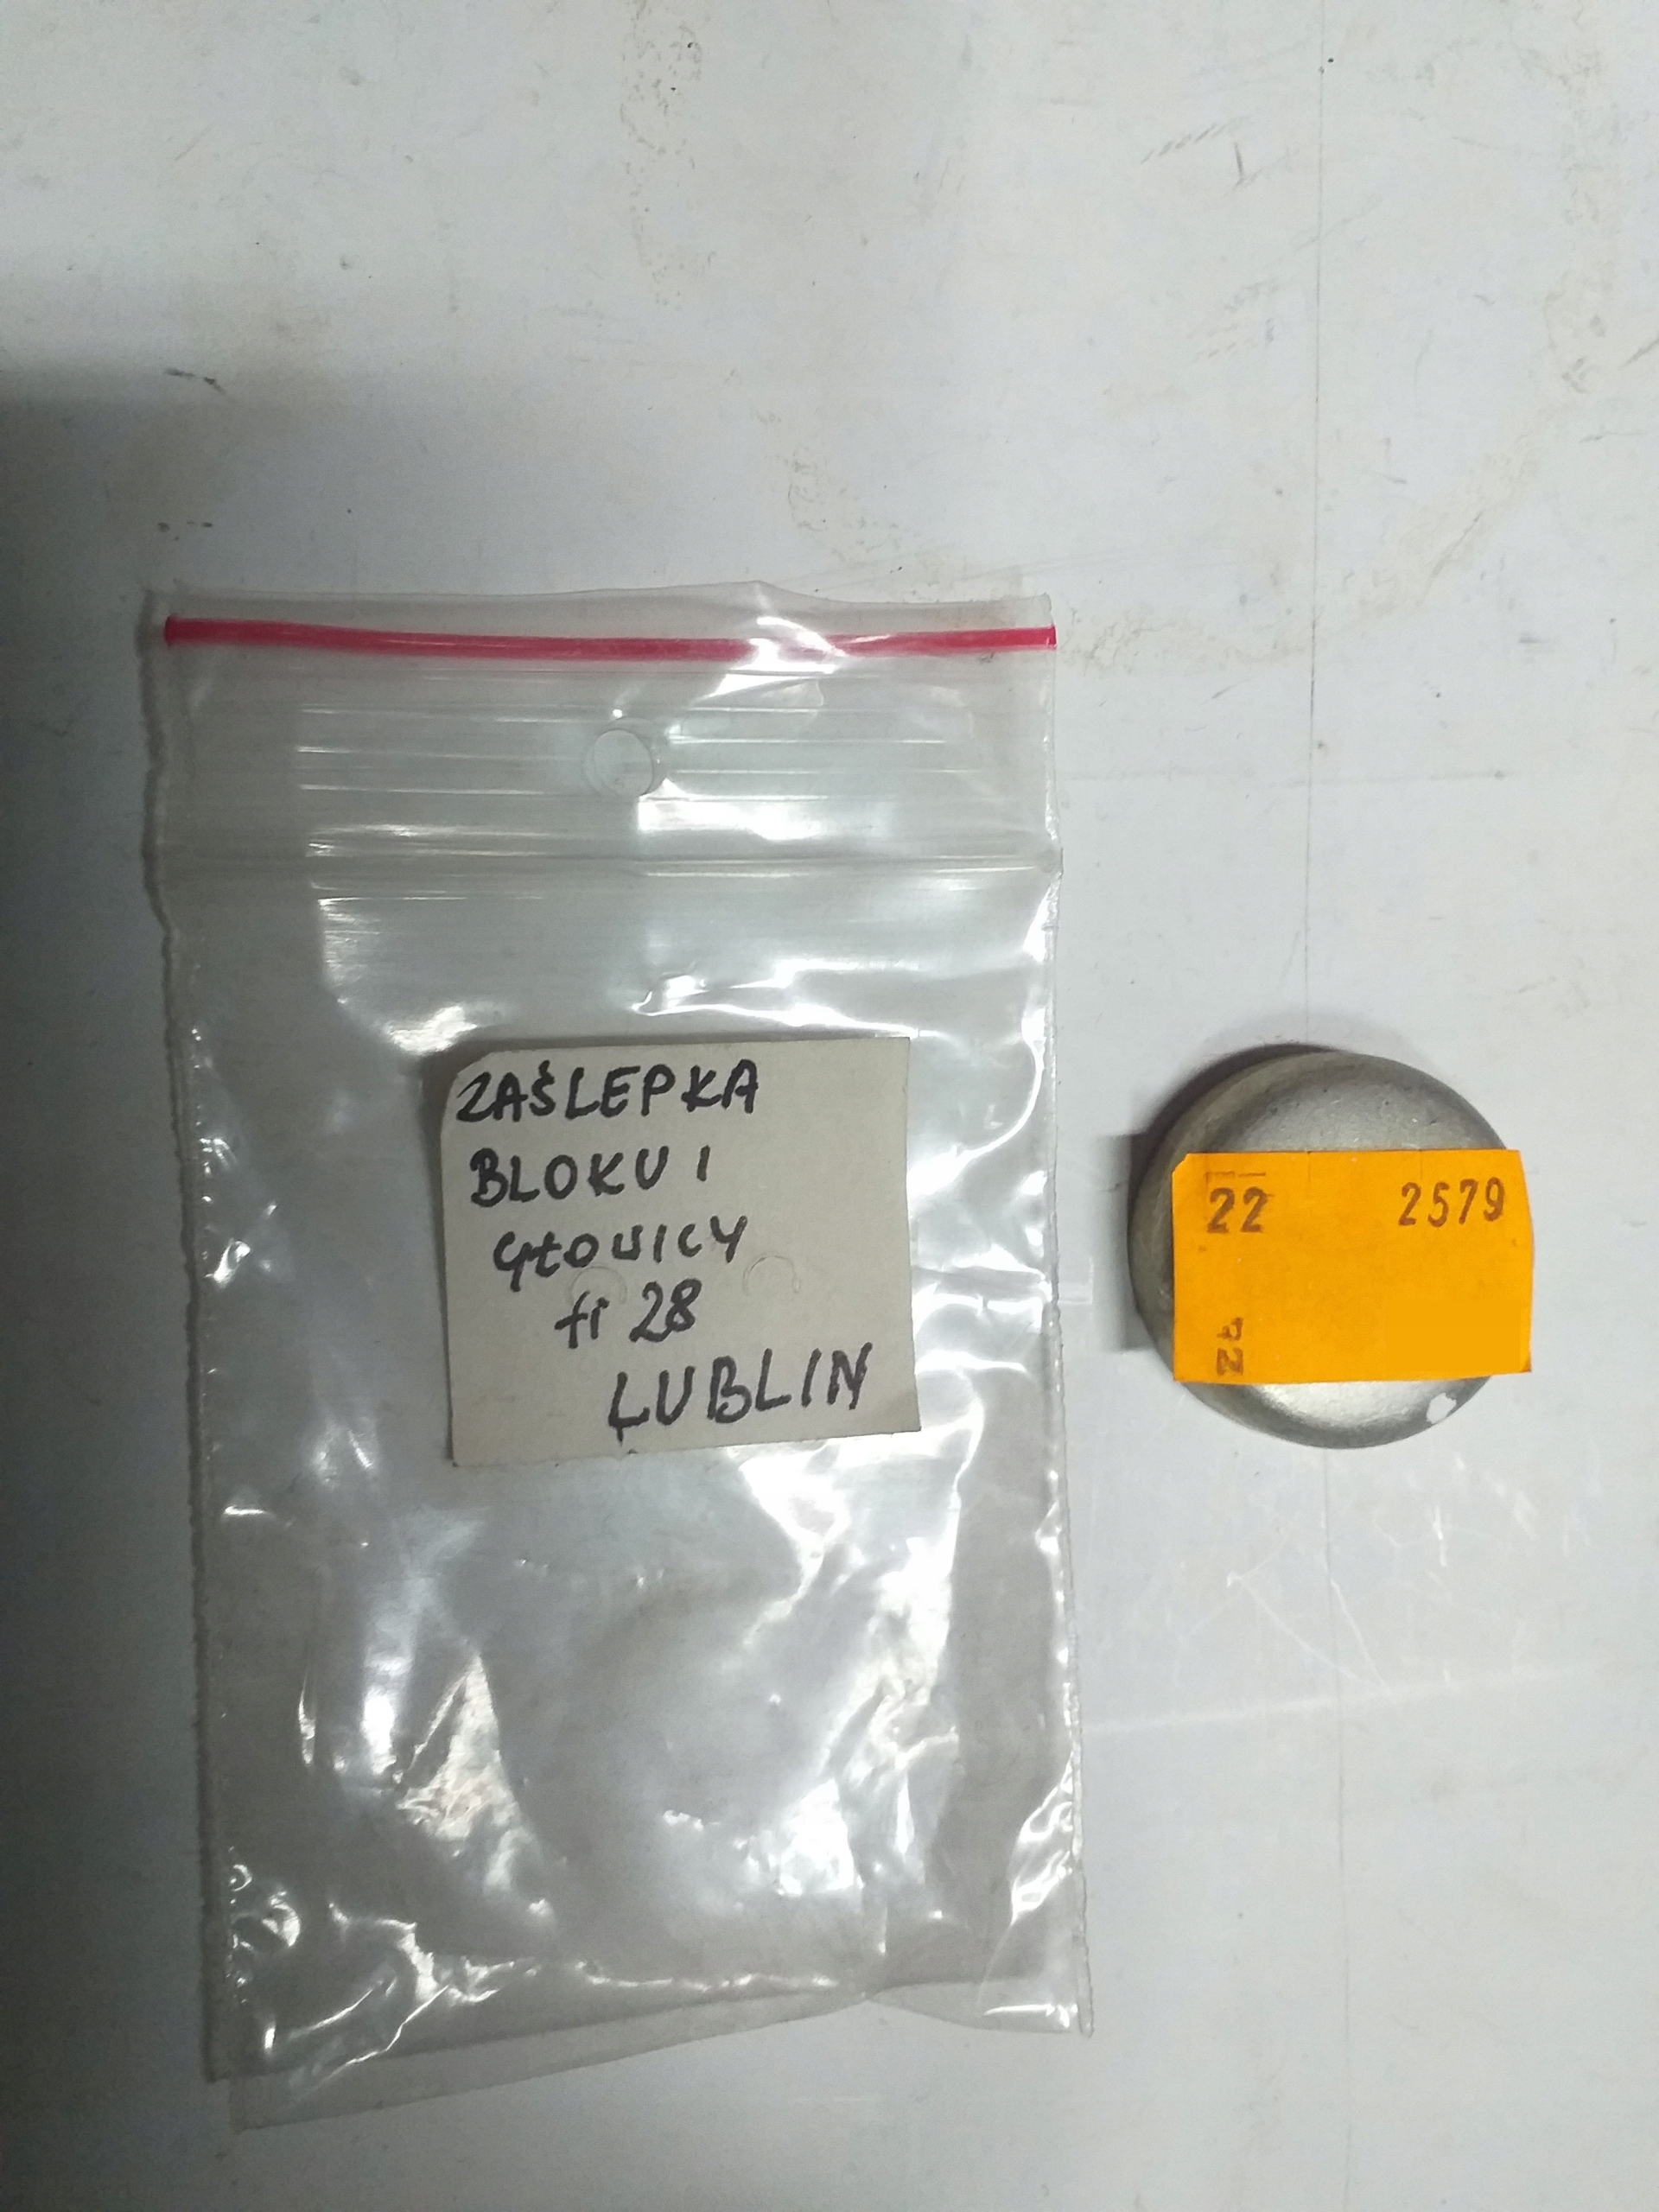 ZAŚLEPKA
BLOKU I
GŁOWICY
fi 28
LUBLIN
22 2579